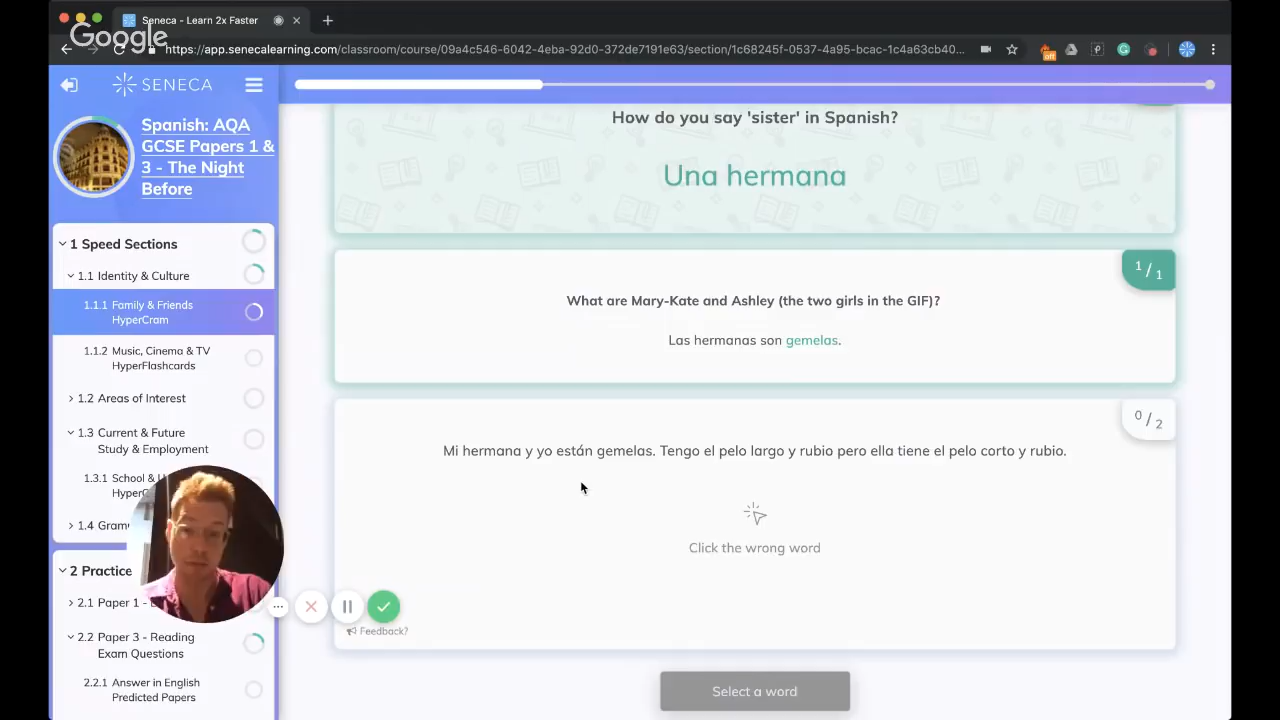 Seneca - Learn 2x Faster
Google
https://app.senecalearning.com/classroom/course/09a4c546-6042-4eba-92d0-372de7191e63/section/1c68245f-0537-4a95-bcac-1c4a63cb40...
off
SENECA
Spanish: AQA
GCSE Papers 1 &
3 - The Night
Before
1 Speed Sections
1.1 Identity & Culture
1.1.1 Family & Friends
HyperCram
1.1.2 Music, Cinema & TV
HyperFlashcards
1.2 Areas of Interest
1.3 Current & Future
Study & Employment
1.3.1 School &
1.4
2 Practice
2.1 Paper 1 -
2.2 Paper 3 - Reading
Exam Questions
2.2.1 Answer in English
Predicted Papers
How do you say 'sister' in Spanish?
Una hermana
1/1
What are Mary-Kate and Ashley (the two girls in the GIF)?
Las hermanas son gemelas.
0/2
Mi hermana y yo están gemelas. Tengo el pelo largo y rubio pero ella tiene el pelo corto y rubio.
Click the wrong word
Feedback?
Select a word